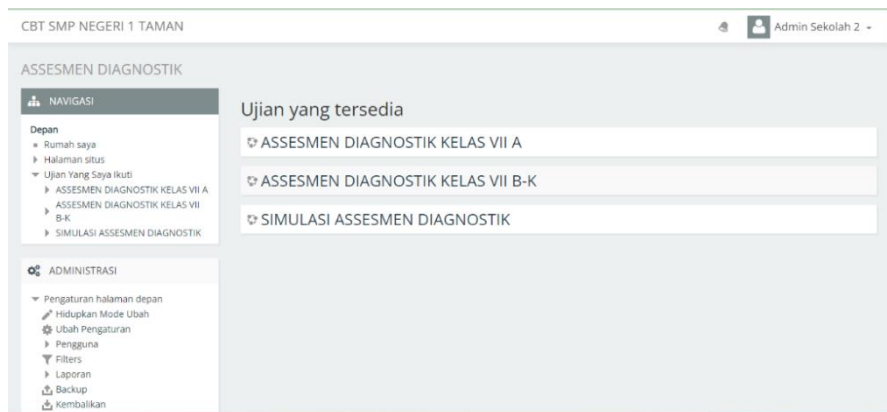 CBT SMP NEGERI 1 TAMAN
Admin Sekolah 2
ASSESMEN DIAGNOSTIK
NAVIGASI
Depan
Rumah saya
Halaman situs
Ujian Yang Saya Ikuti
ASSESMEN DIAGNOSTIK KELAS VII A
ASSESMEN DIAGNOSTIK KELAS VII
B-K
SIMULASI ASSESMEN DIAGNOSTIK
ADMINISTRASI
Pengaturan halaman depan
Hidupkan Mode Ubah
Ubah Pengaturan
Pengguna
Filters
Laporan
Backup
Kembalikan
Ujian yang tersedia
ASSESMEN DIAGNOSTIK KELAS VII A
ASSESMEN DIAGNOSTIK KELAS VII B-K
SIMULASI ASSESMEN DIAGNOSTIK